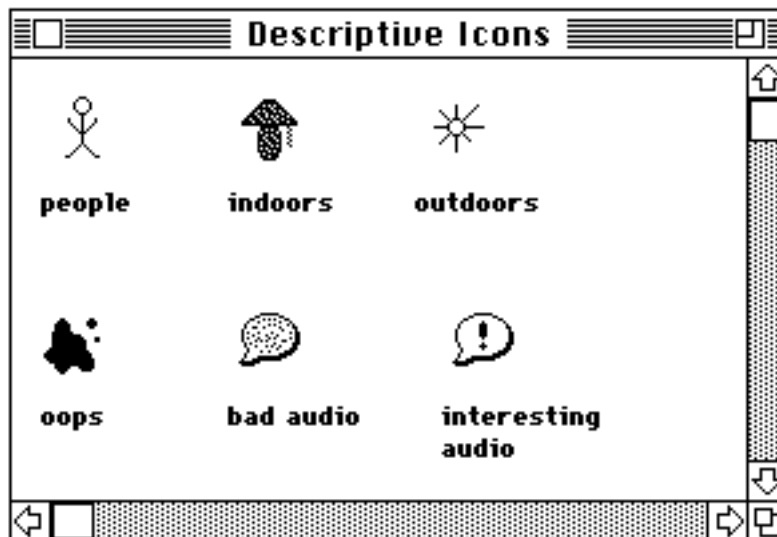 Descriptive Icons
people indoors outdoors
oops bad audio interesting
audio